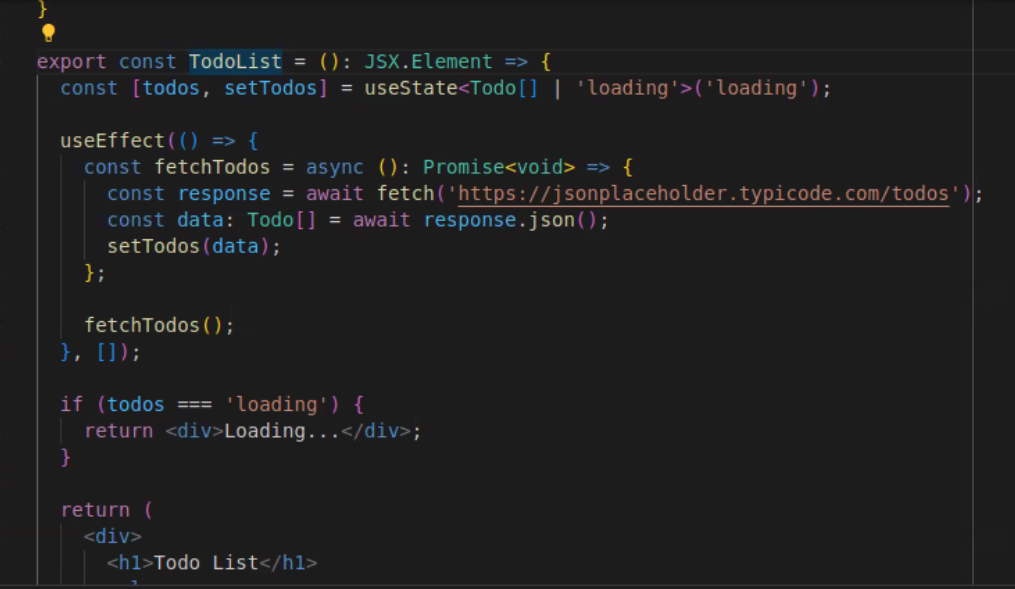 }
export const TodoList = (): JSX.Element => {
  const [todos, setTodos] = useState<Todo[] | 'loading'>('loading');
  useEffect(() => {
    const fetchTodos = async (): Promise<void> => {
      const response = await fetch('https://jsonplaceholder.typicode.com/todos');
      const data: Todo[] = await response.json();
      setTodos(data);
    };
    fetchTodos();
  }, []);
  if (todos === 'loading') {
    return <div>Loading...</div>;
  }
  return (
    <div>
      <h1>Todo List</h1>